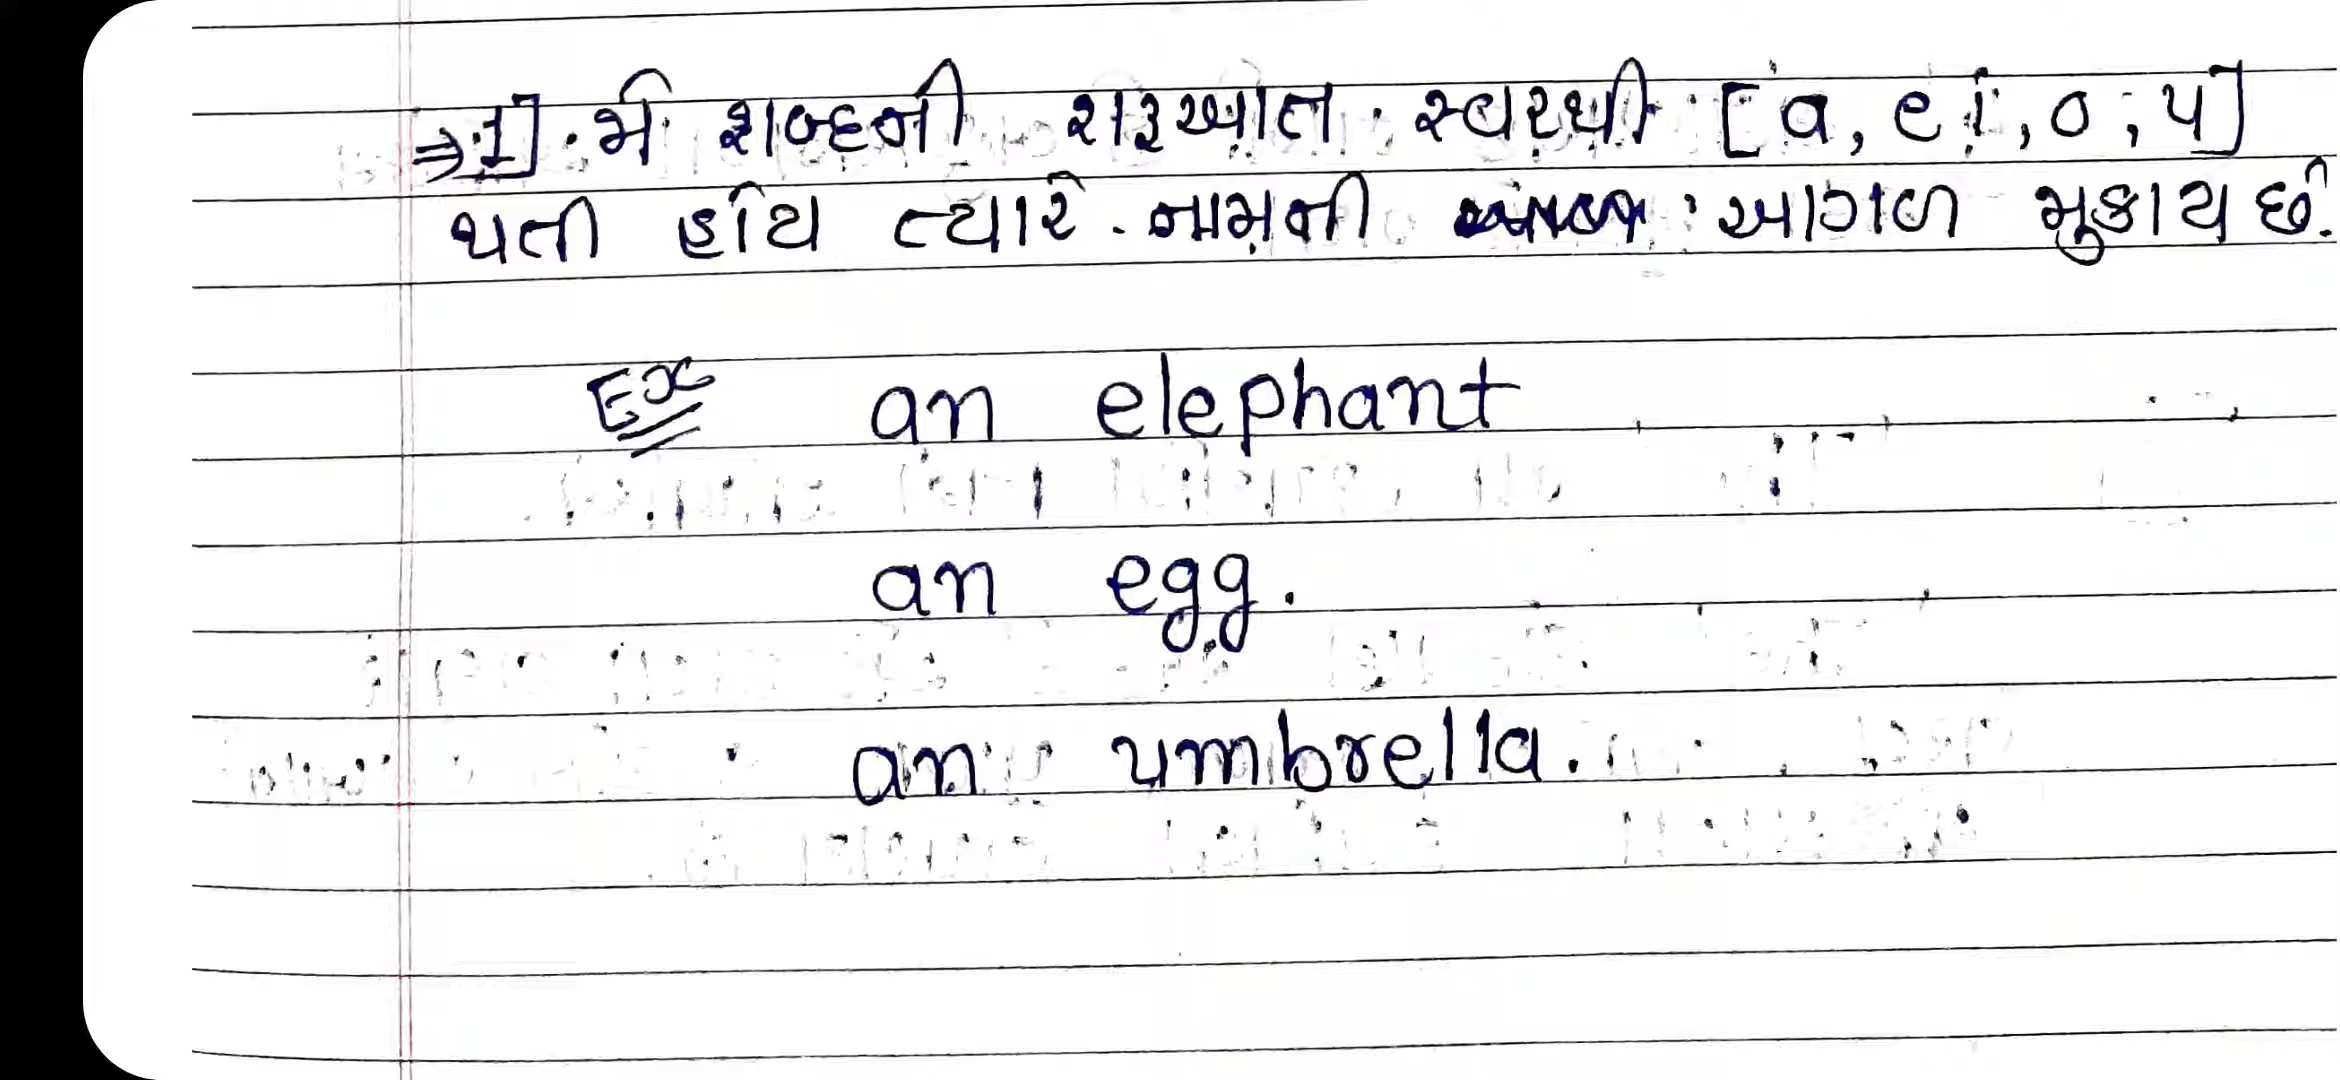 ⇒ 1] જે શબ્દની શરૂઆત સ્વરથી [a, e i, o, u]
થતી હોય ત્યારે નામની આગળ મુકાય છે.
Ex an elephant
an egg.
an umbrella.